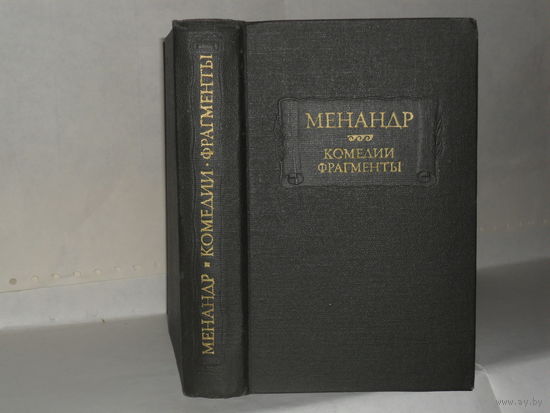 МЕНАНДР • КОМЕДИИ • ФРАГМЕНТЫ
МЕНАНДР
КОМЕДИИ
ФРАГМЕНТЫ
www.ay.by